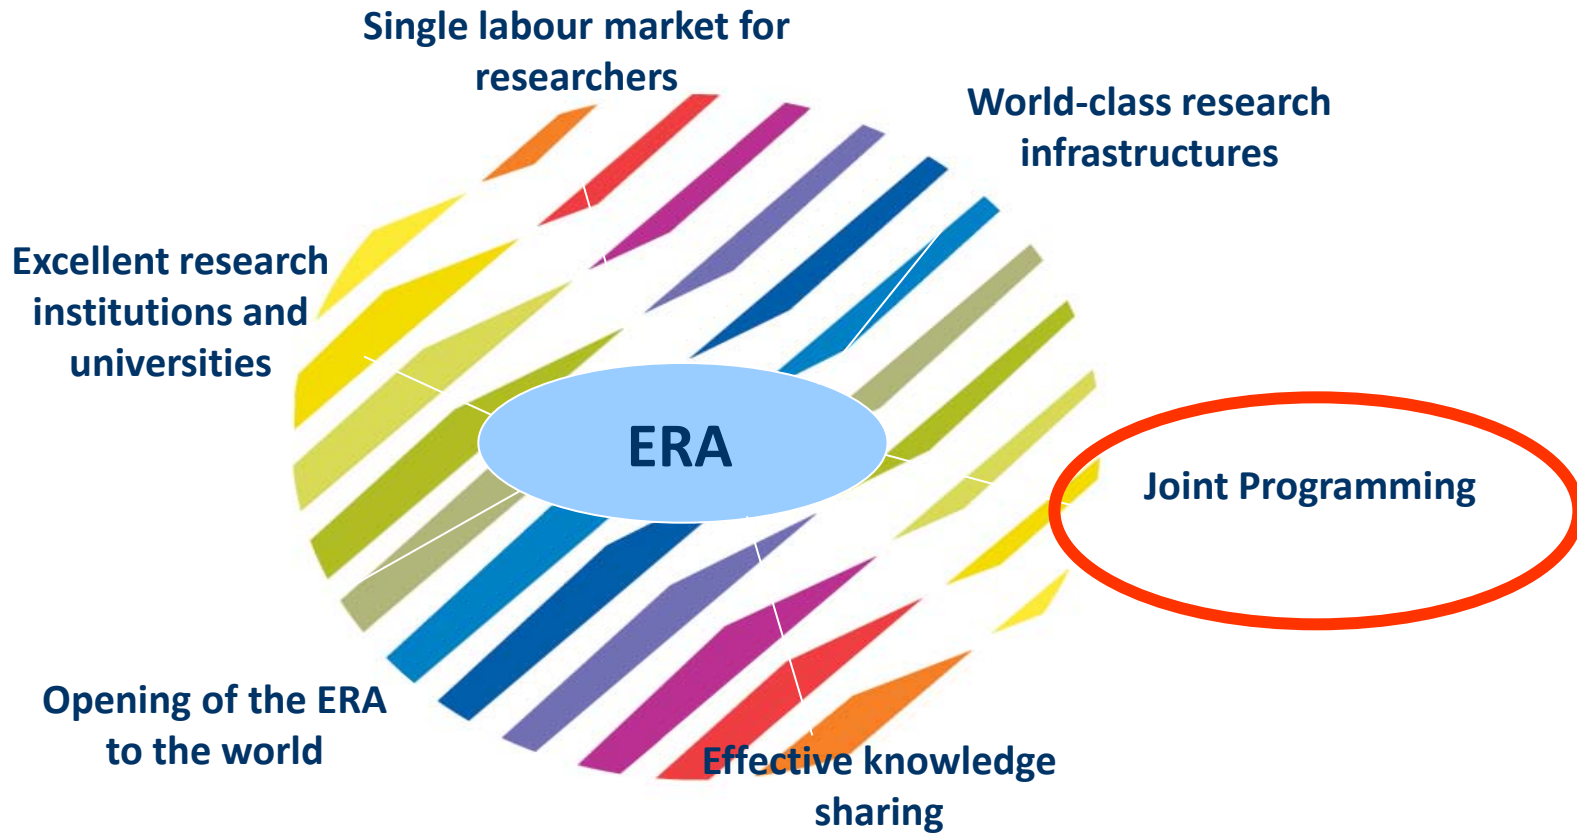 Single labour market for
researchers
World-class research
infrastructures
Excellent research
institutions and
universities
ERA
Joint Programming
Opening of the ERA
to the world
Effective knowledge
sharing